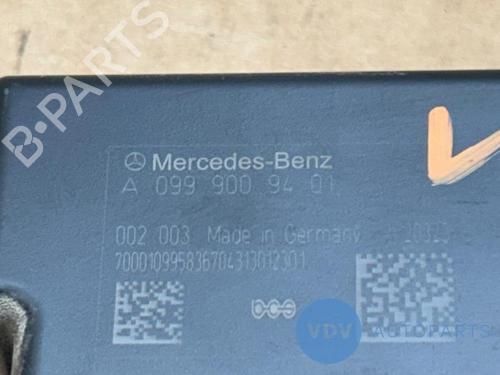 B-PARTS
Mercedes-Benz
A 099 900 94 01
002 003 Made in Germany
700010995836704313012301
VDV
AUTOPARTS